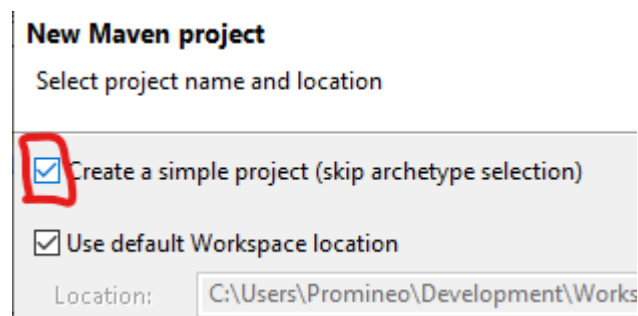 New Maven project
Select project name and location
Create a simple project (skip archetype selection)
Use default Workspace location
Location: C:\Users\Promineo\Development\Works